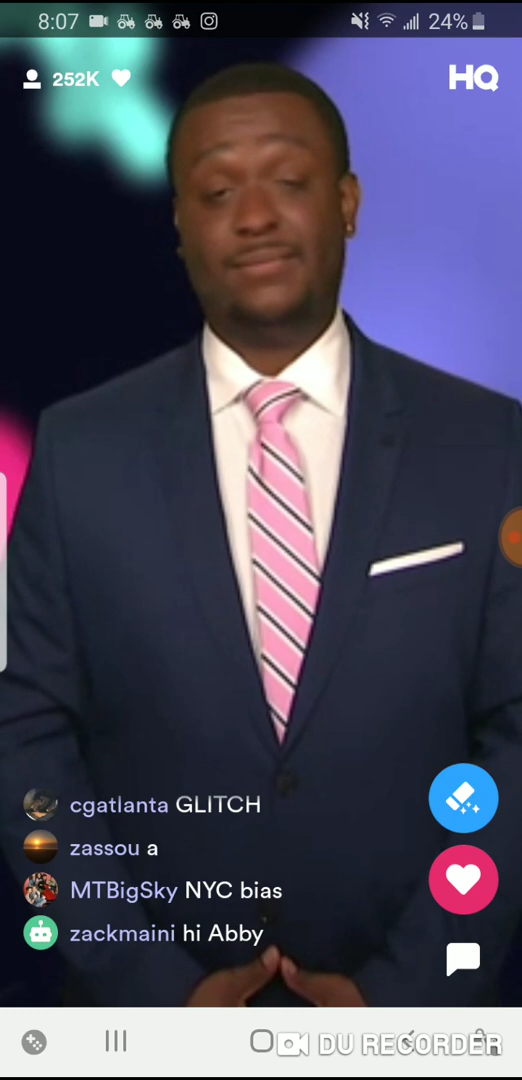 8:07 24%
252K
HQ
cgatlanta GLITCH
zassou a
MTBigSky NYC bias
zackmaini hi Abby
DU RECORDER